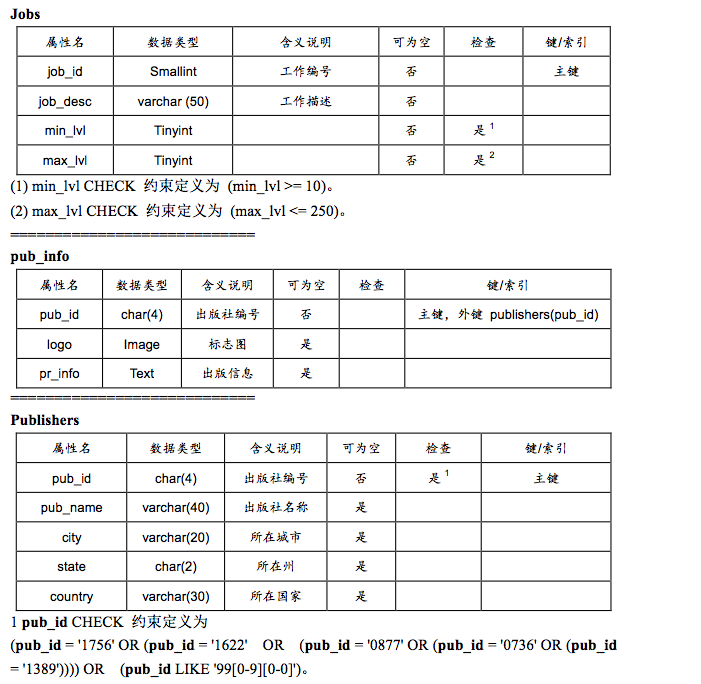 Jobs
属性名 数据类型 含义说明 可为空 检查 键/索引
job_id Smallint 工作编号 否 主键
job_desc varchar (50) 工作描述 否
min_lvl Tinyint 否 是 1
max_lvl Tinyint 否 是 2
(1) min_lvl CHECK 约束定义为 (min_lvl >= 10)。
(2) max_lvl CHECK 约束定义为 (max_lvl <= 250)。
============================
pub_info
属性名 数据类型 含义说明 可为空 检查 键/索引
pub_id char(4) 出版社编号 否 主键，外键 publishers(pub_id)
logo Image 标志图 是
pr_info Text 出版信息 是
============================
Publishers
属性名 数据类型 含义说明 可为空 检查 键/索引
pub_id char(4) 出版社编号 否 是 1 主键
pub_name varchar(40) 出版社名称 是
city varchar(20) 所在城市 是
state char(2) 所在州 是
country varchar(30) 所在国家 是
1 pub_id CHECK 约束定义为
(pub_id = '1756' OR (pub_id = '1622' OR (pub_id = '0877' OR (pub_id = '0736' OR (pub_id
= '1389')))) OR (pub_id LIKE '99[0-9][0-0]')。